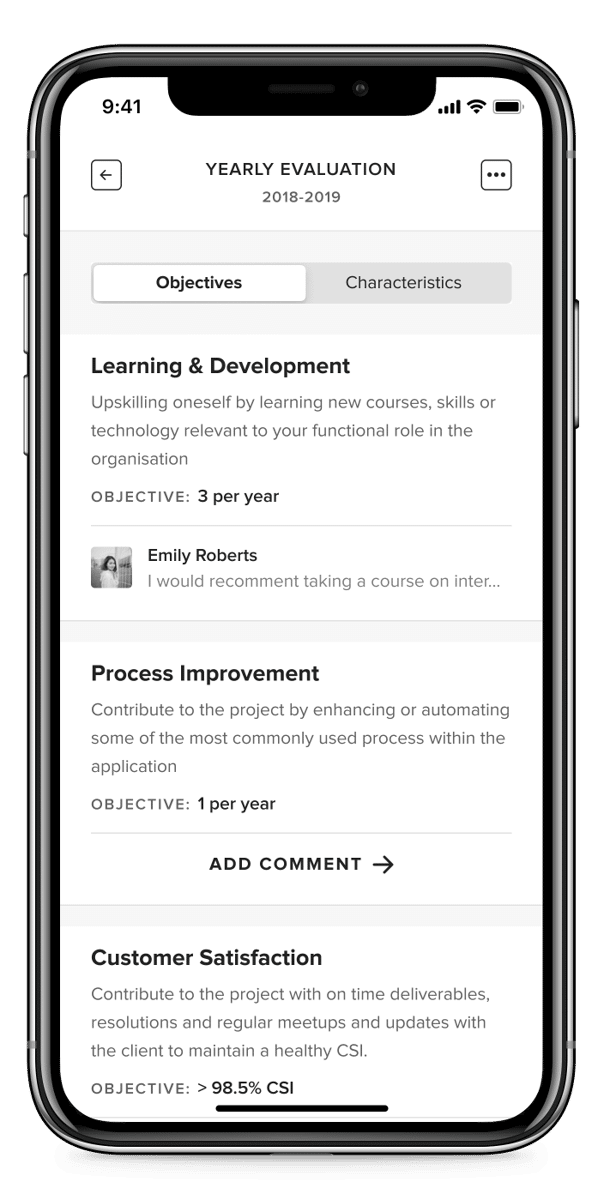 9:41
YEARLY EVALUATION
2018-2019
Objectives
Characteristics
Learning & Development
Upskilling oneself by learning new courses, skills or
technology relevant to your functional role in the
organisation
OBJECTIVE: 3 per year
Emily Roberts
I would recomment taking a course on inter...
Process Improvement
Contribute to the project by enhancing or automating
some of the most commonly used process within the
application
OBJECTIVE: 1 per year
ADD COMMENT →
Customer Satisfaction
Contribute to the project with on time deliverables,
resolutions and regular meetups and updates with
the client to maintain a healthy CSI.
OBJECTIVE: > 98.5% CSI